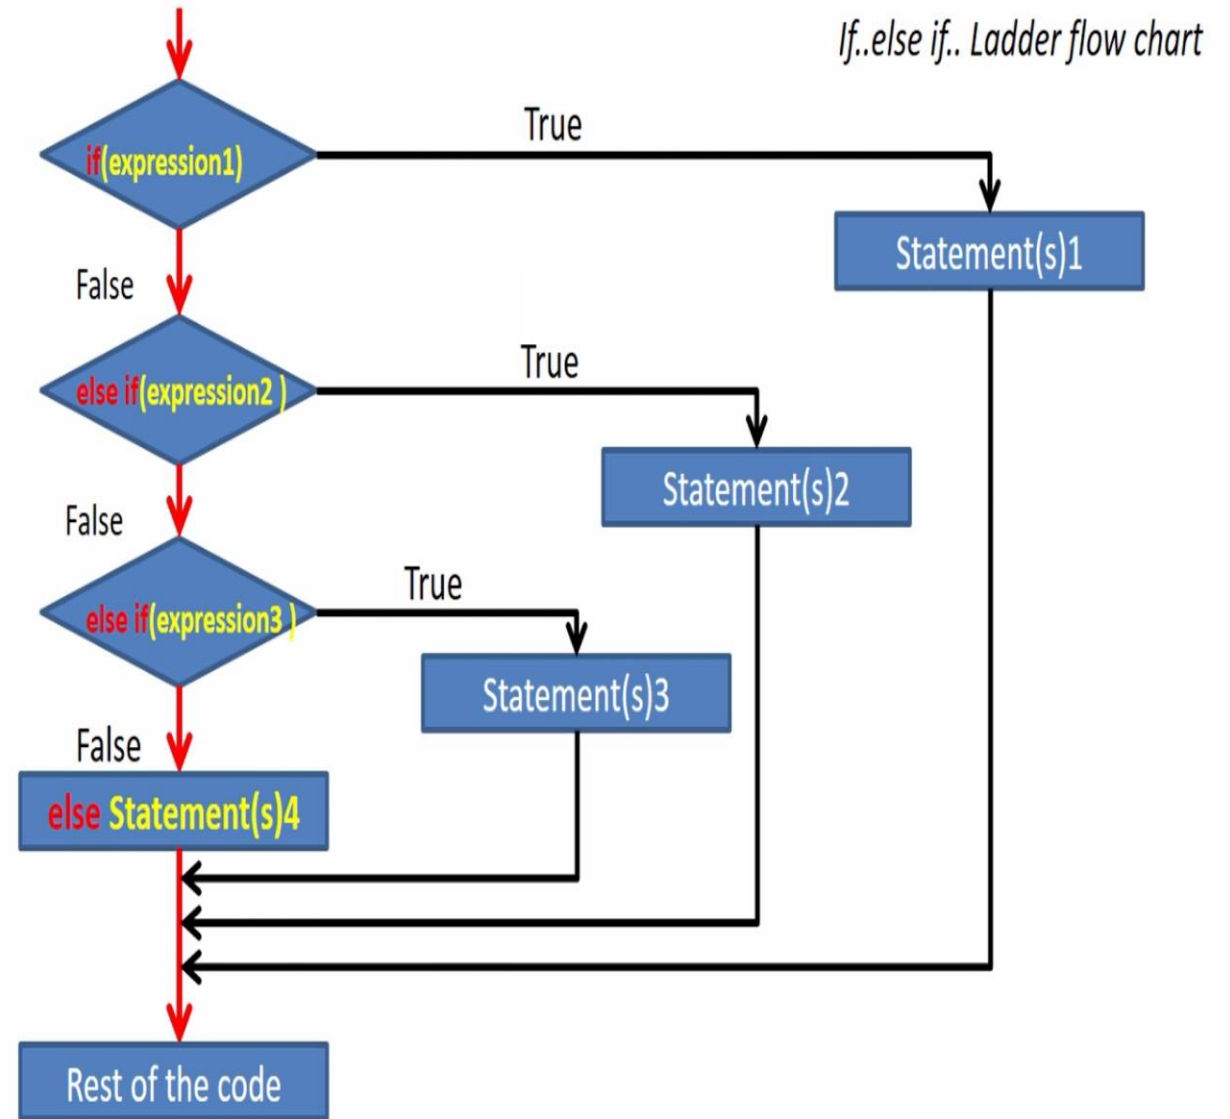 If..else if.. Ladder flow chart
True
if(expression1)
Statement(s)1
False
True
else if(expression2 )
Statement(s)2
False
True
else if(expression3 )
Statement(s)3
False
else Statement(s)4
Rest of the code